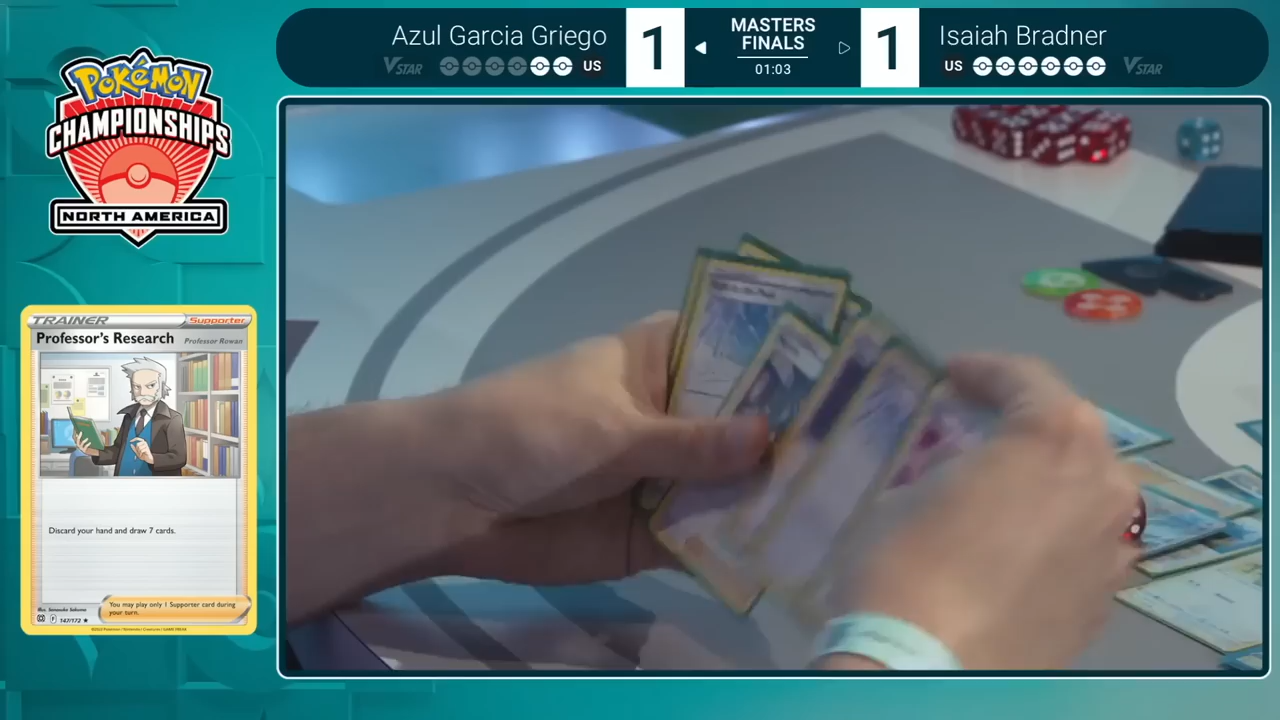 Azul Garcia Griego
VSTAR
US
1
MASTERS
FINALS
01:03
1
Isaiah Bradner
US
VSTAR
Pokémon
CHAMPIONSHIPS
NORTH AMERICA
TRAINER
Supporter
Professor's Research
Professor Rowan
Discard your hand and draw 7 cards.
You may play only 1 Supporter card during
your turn.
147/172